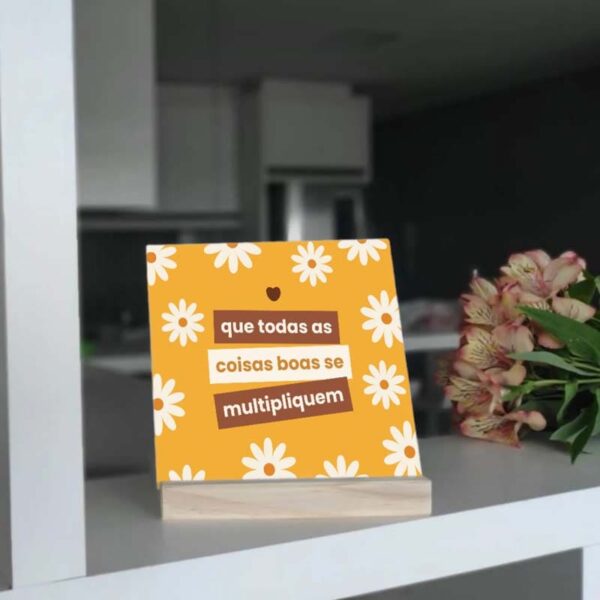 que todas as
coisas boas se
multipliquem